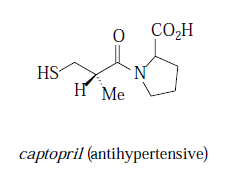 CO₂H
O
HS
N
H Me
captopril (antihypertensive)